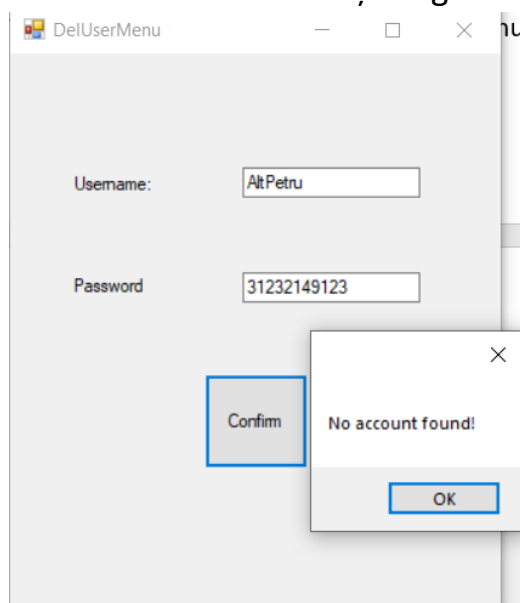 DelUserMenu
Username:
AltPetru
Password
31232149123
Confirm
No account found!
OK